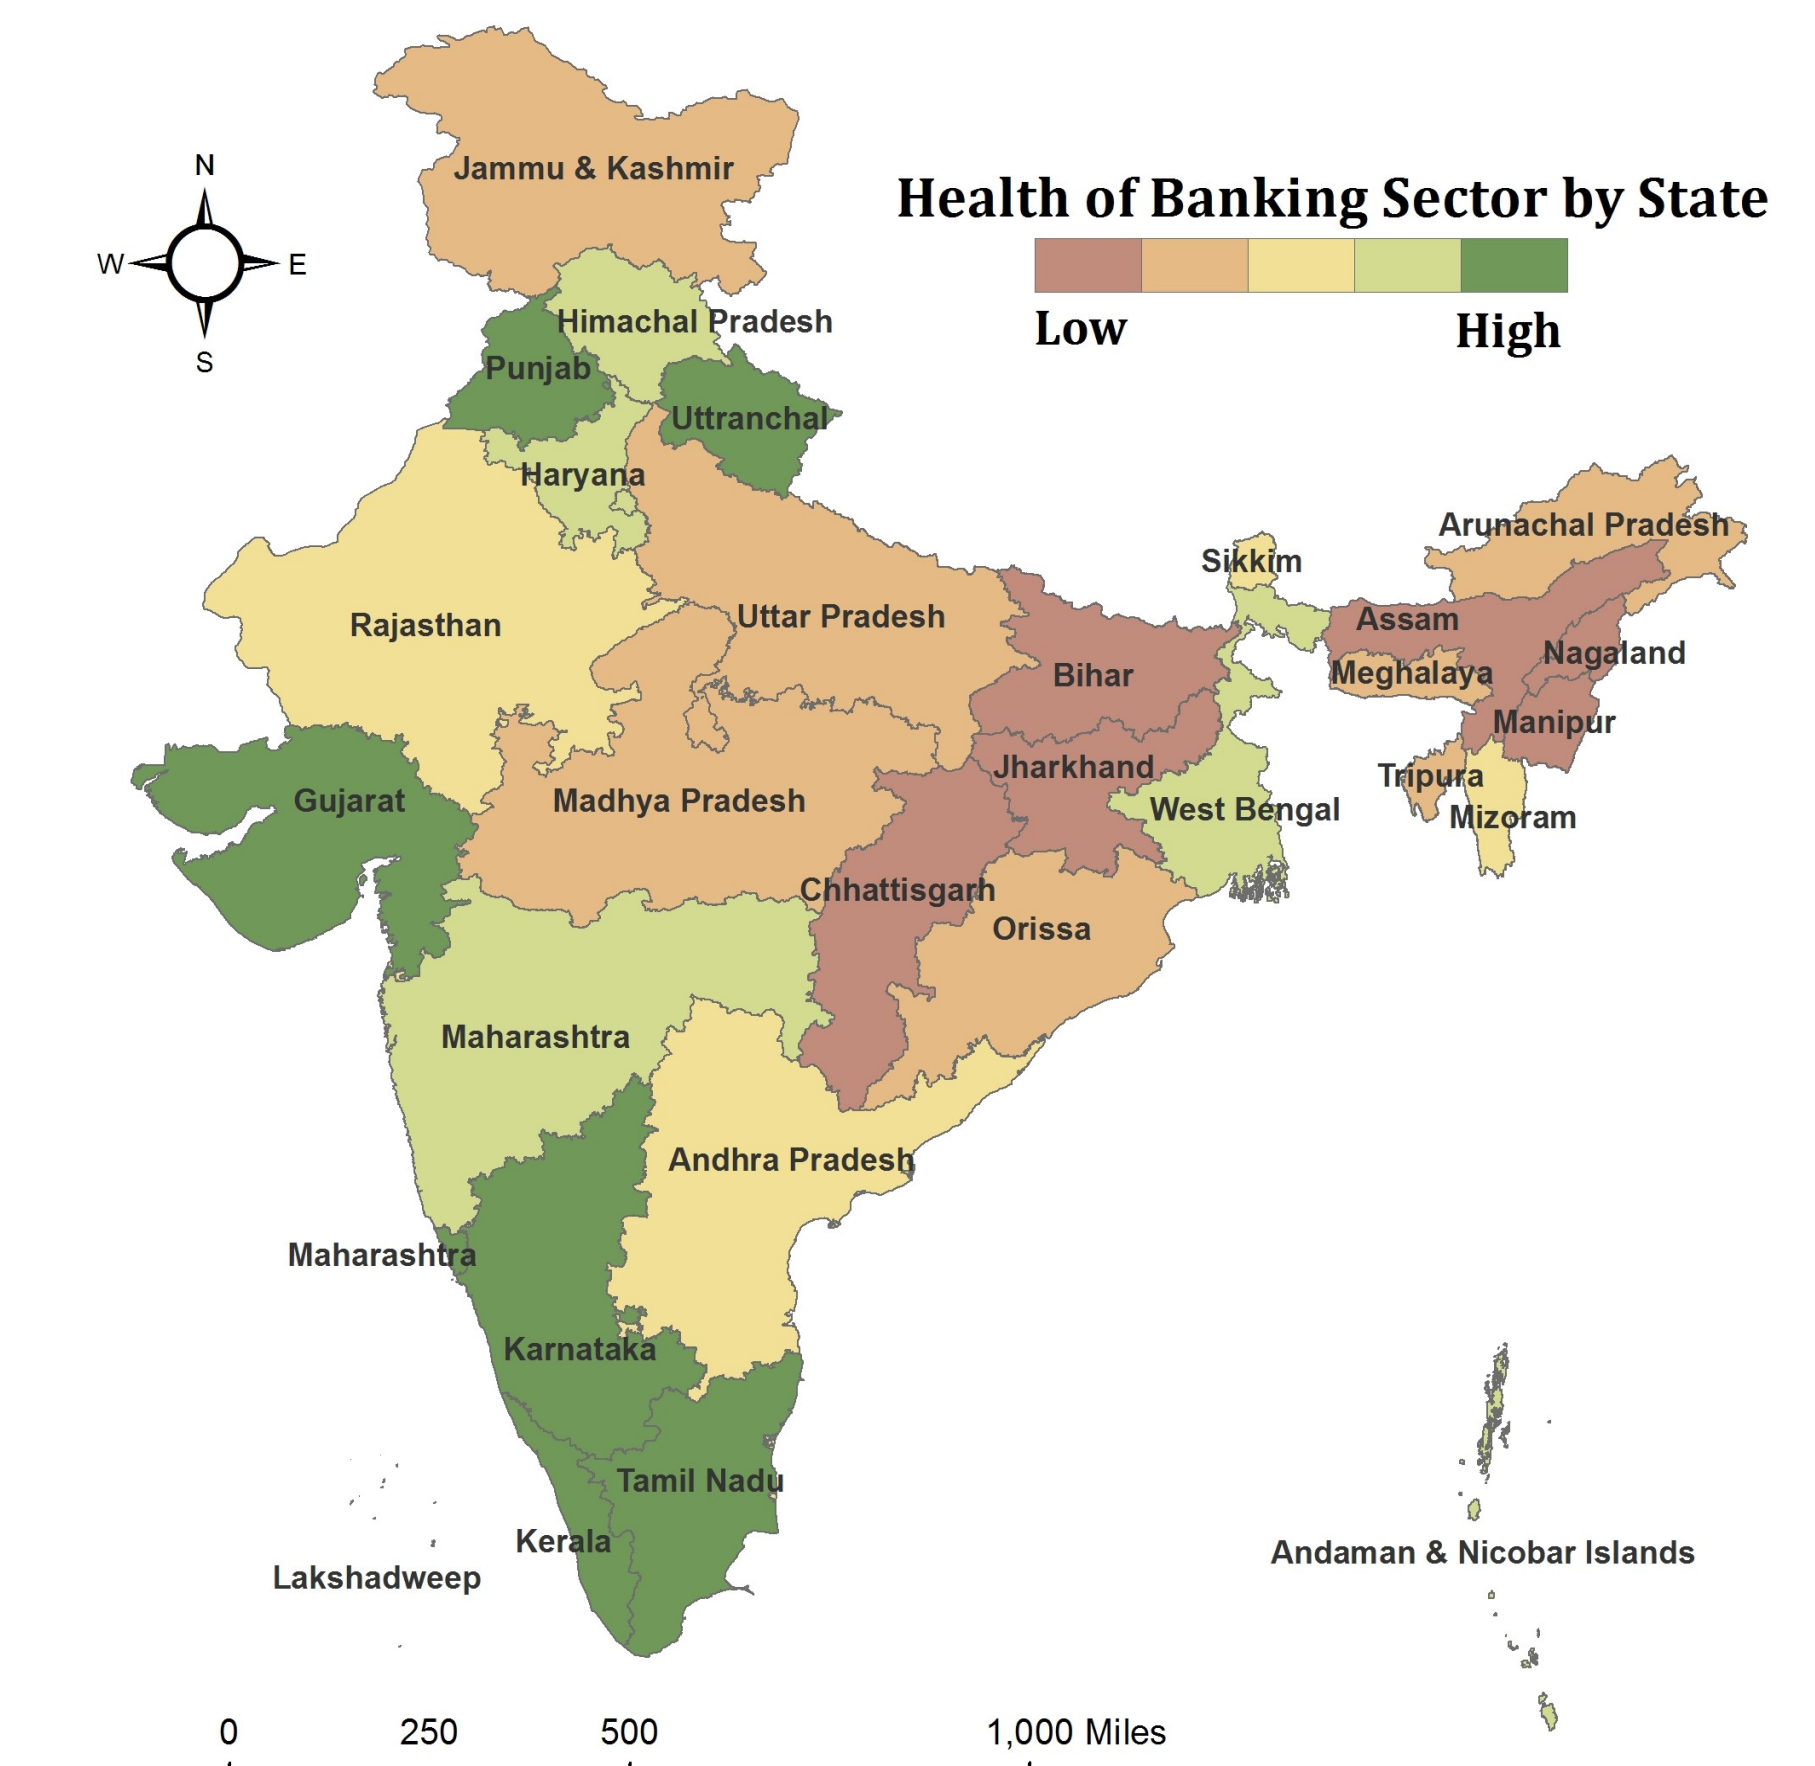 Jammu & Kashmir
N
W
E
S
Health of Banking Sector by State
Low
High
Himachal Pradesh
Punjab
Uttranchal
Haryana
Arunachal Pradesh
Sikkim
Rajasthan
Uttar Pradesh
Assam
Nagaland
Bihar
Meghalaya
Manipur
Jharkhand
Tripura
Gujarat
Madhya Pradesh
West Bengal
Mizoram
Chhattisgarh
Orissa
Maharashtra
Andhra Pradesh
Maharashtra
Karnataka
Tamil Nadu
Kerala
Andaman & Nicobar Islands
Lakshadweep
0 250 500 1,000 Miles